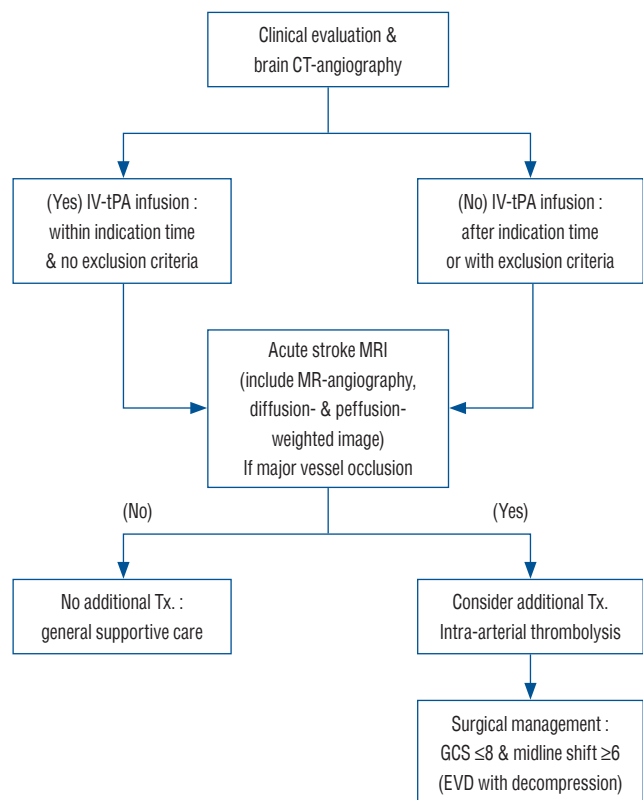 Clinical evaluation &
brain CT-angiography
(Yes) IV-tPA infusion :
within indication time
& no exclusion criteria
(No) IV-tPA infusion :
after indication time
or with exclusion criteria
Acute stroke MRI
(include MR-angiography,
diffusion- & peffusion-
weighted image)
If major vessel occlusion
(No)
(Yes)
No additional Tx. :
general supportive care
Consider additional Tx.
Intra-arterial thrombolysis
Surgical management :
GCS ≤8 & midline shift ≥6
(EVD with decompression)